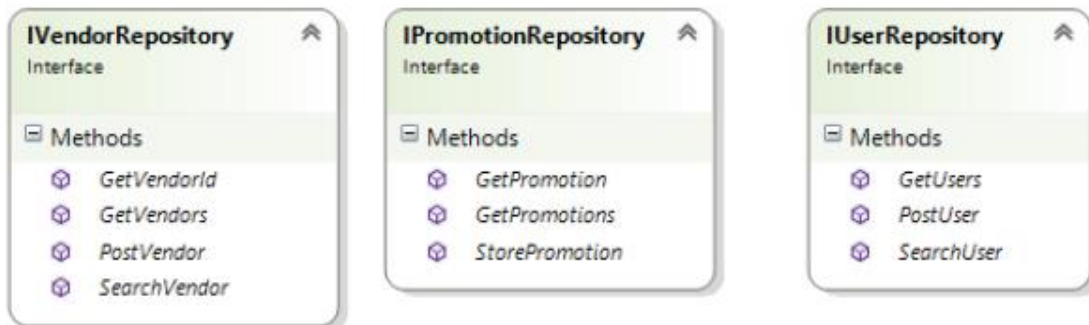 IVendorRepository
Interface
Methods
GetVendorId
GetVendors
PostVendor
SearchVendor
IPromotionRepository
Interface
Methods
GetPromotion
GetPromotions
StorePromotion
IUserRepository
Interface
Methods
GetUsers
PostUser
SearchUser